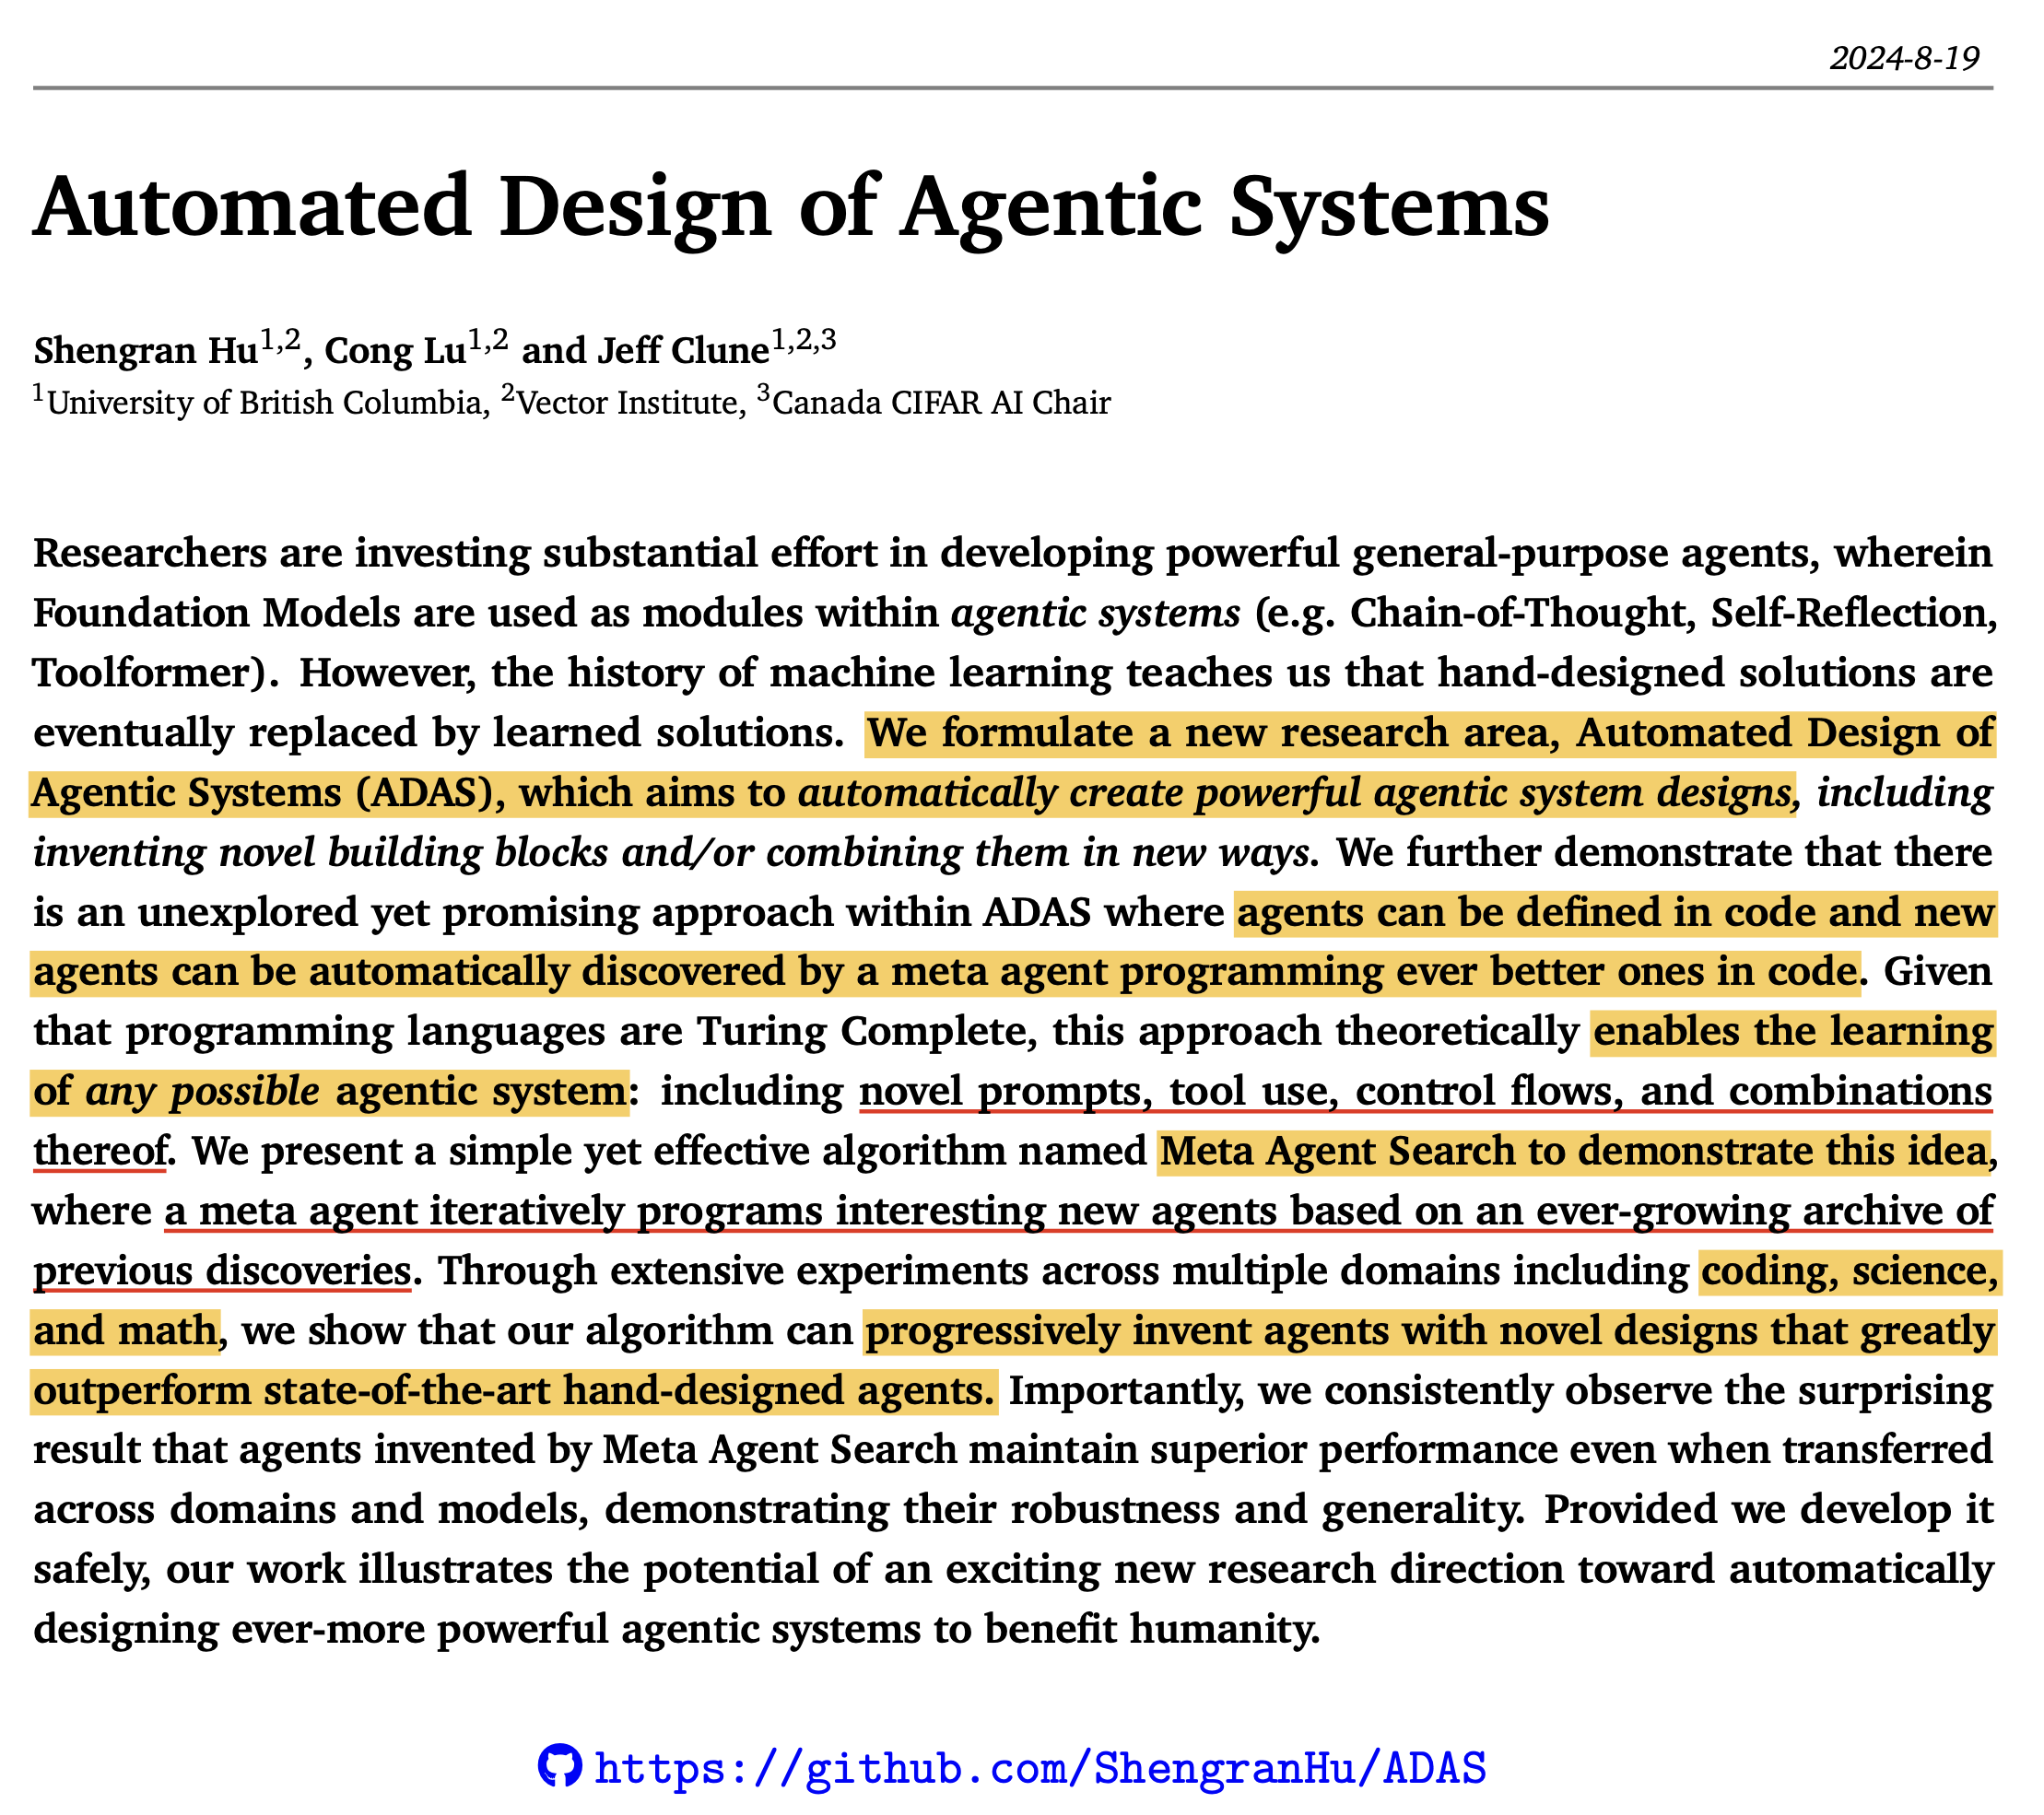 2024-8-19
Automated Design of Agentic Systems
Shengran Hu1,2, Cong Lu1,2 and Jeff Clune1,2,3
1University of British Columbia, 2Vector Institute, 3Canada CIFAR AI Chair
Researchers are investing substantial effort in developing powerful general-purpose agents, wherein
Foundation Models are used as modules within agentic systems (e.g. Chain-of-Thought, Self-Reflection,
Toolformer). However, the history of machine learning teaches us that hand-designed solutions are
eventually replaced by learned solutions. We formulate a new research area, Automated Design of
Agentic Systems (ADAS), which aims to automatically create powerful agentic system designs, including
inventing novel building blocks and/or combining them in new ways. We further demonstrate that there
is an unexplored yet promising approach within ADAS where agents can be defined in code and new
agents can be automatically discovered by a meta agent programming ever better ones in code. Given
that programming languages are Turing Complete, this approach theoretically enables the learning
of any possible agentic system: including novel prompts, tool use, control flows, and combinations
thereof. We present a simple yet effective algorithm named Meta Agent Search to demonstrate this idea,
where a meta agent iteratively programs interesting new agents based on an ever-growing archive of
previous discoveries. Through extensive experiments across multiple domains including coding, science,
and math, we show that our algorithm can progressively invent agents with novel designs that greatly
outperform state-of-the-art hand-designed agents. Importantly, we consistently observe the surprising
result that agents invented by Meta Agent Search maintain superior performance even when transferred
across domains and models, demonstrating their robustness and generality. Provided we develop it
safely, our work illustrates the potential of an exciting new research direction toward automatically
designing ever-more powerful agentic systems to benefit humanity.
https://github.com/ShengranHu/ADAS